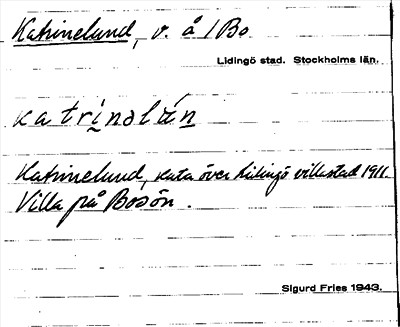 Katrinelund, v. å 1 Bo.
Lidingö stad. Stockholms län.
katrinəlún
Katrinelund, karta över Lidingö villastad 1911.
Villa på Bosön.
Sigurd Fries 1943.